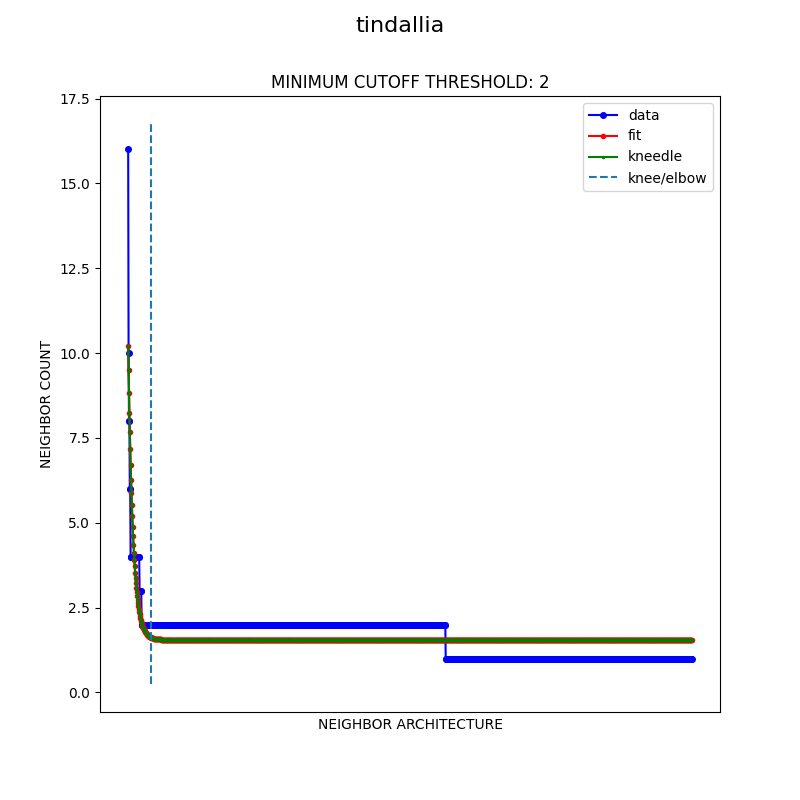 tindallia
MINIMUM CUTOFF THRESHOLD: 2
17.5
15.0
12.5
10.0
7.5
5.0
2.5
0.0
NEIGHBOR COUNT
data
fit
kneedle
knee/elbow
NEIGHBOR ARCHITECTURE